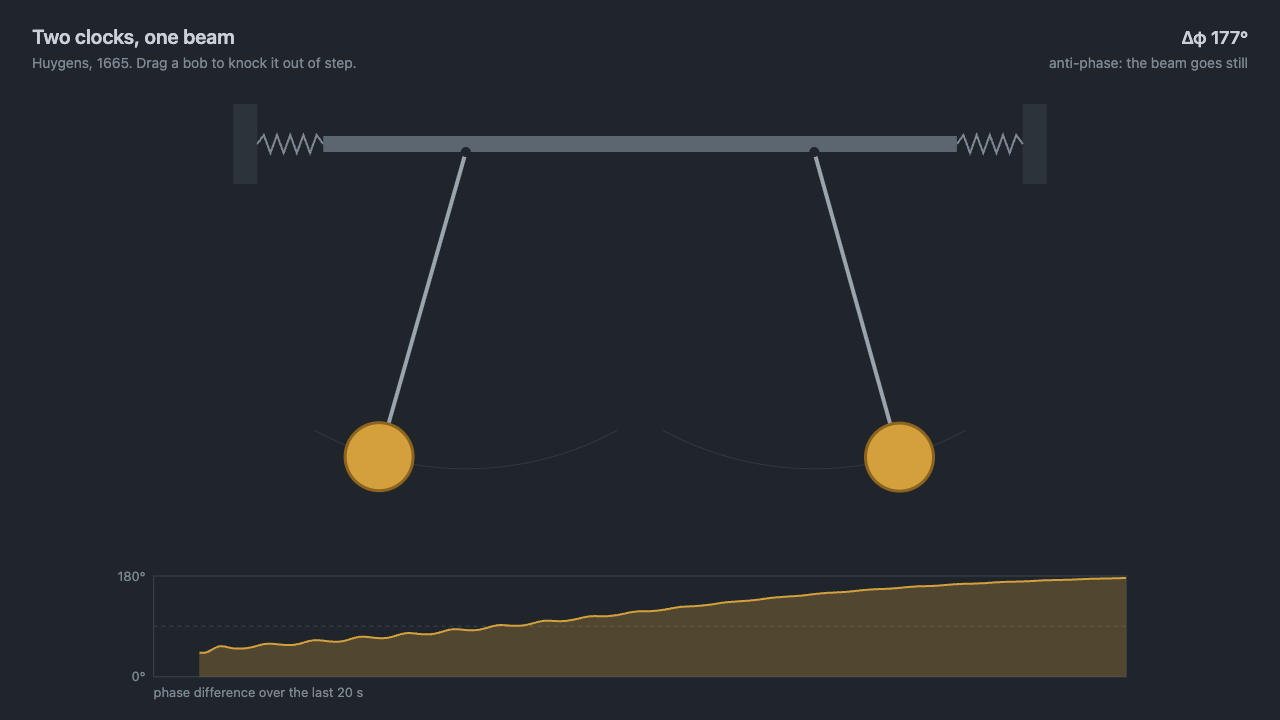 Two clocks, one beam
Huygens, 1665. Drag a bob to knock it out of step.
Δϕ 177°
anti-phase: the beam goes still
180°
0°
phase difference over the last 20 s